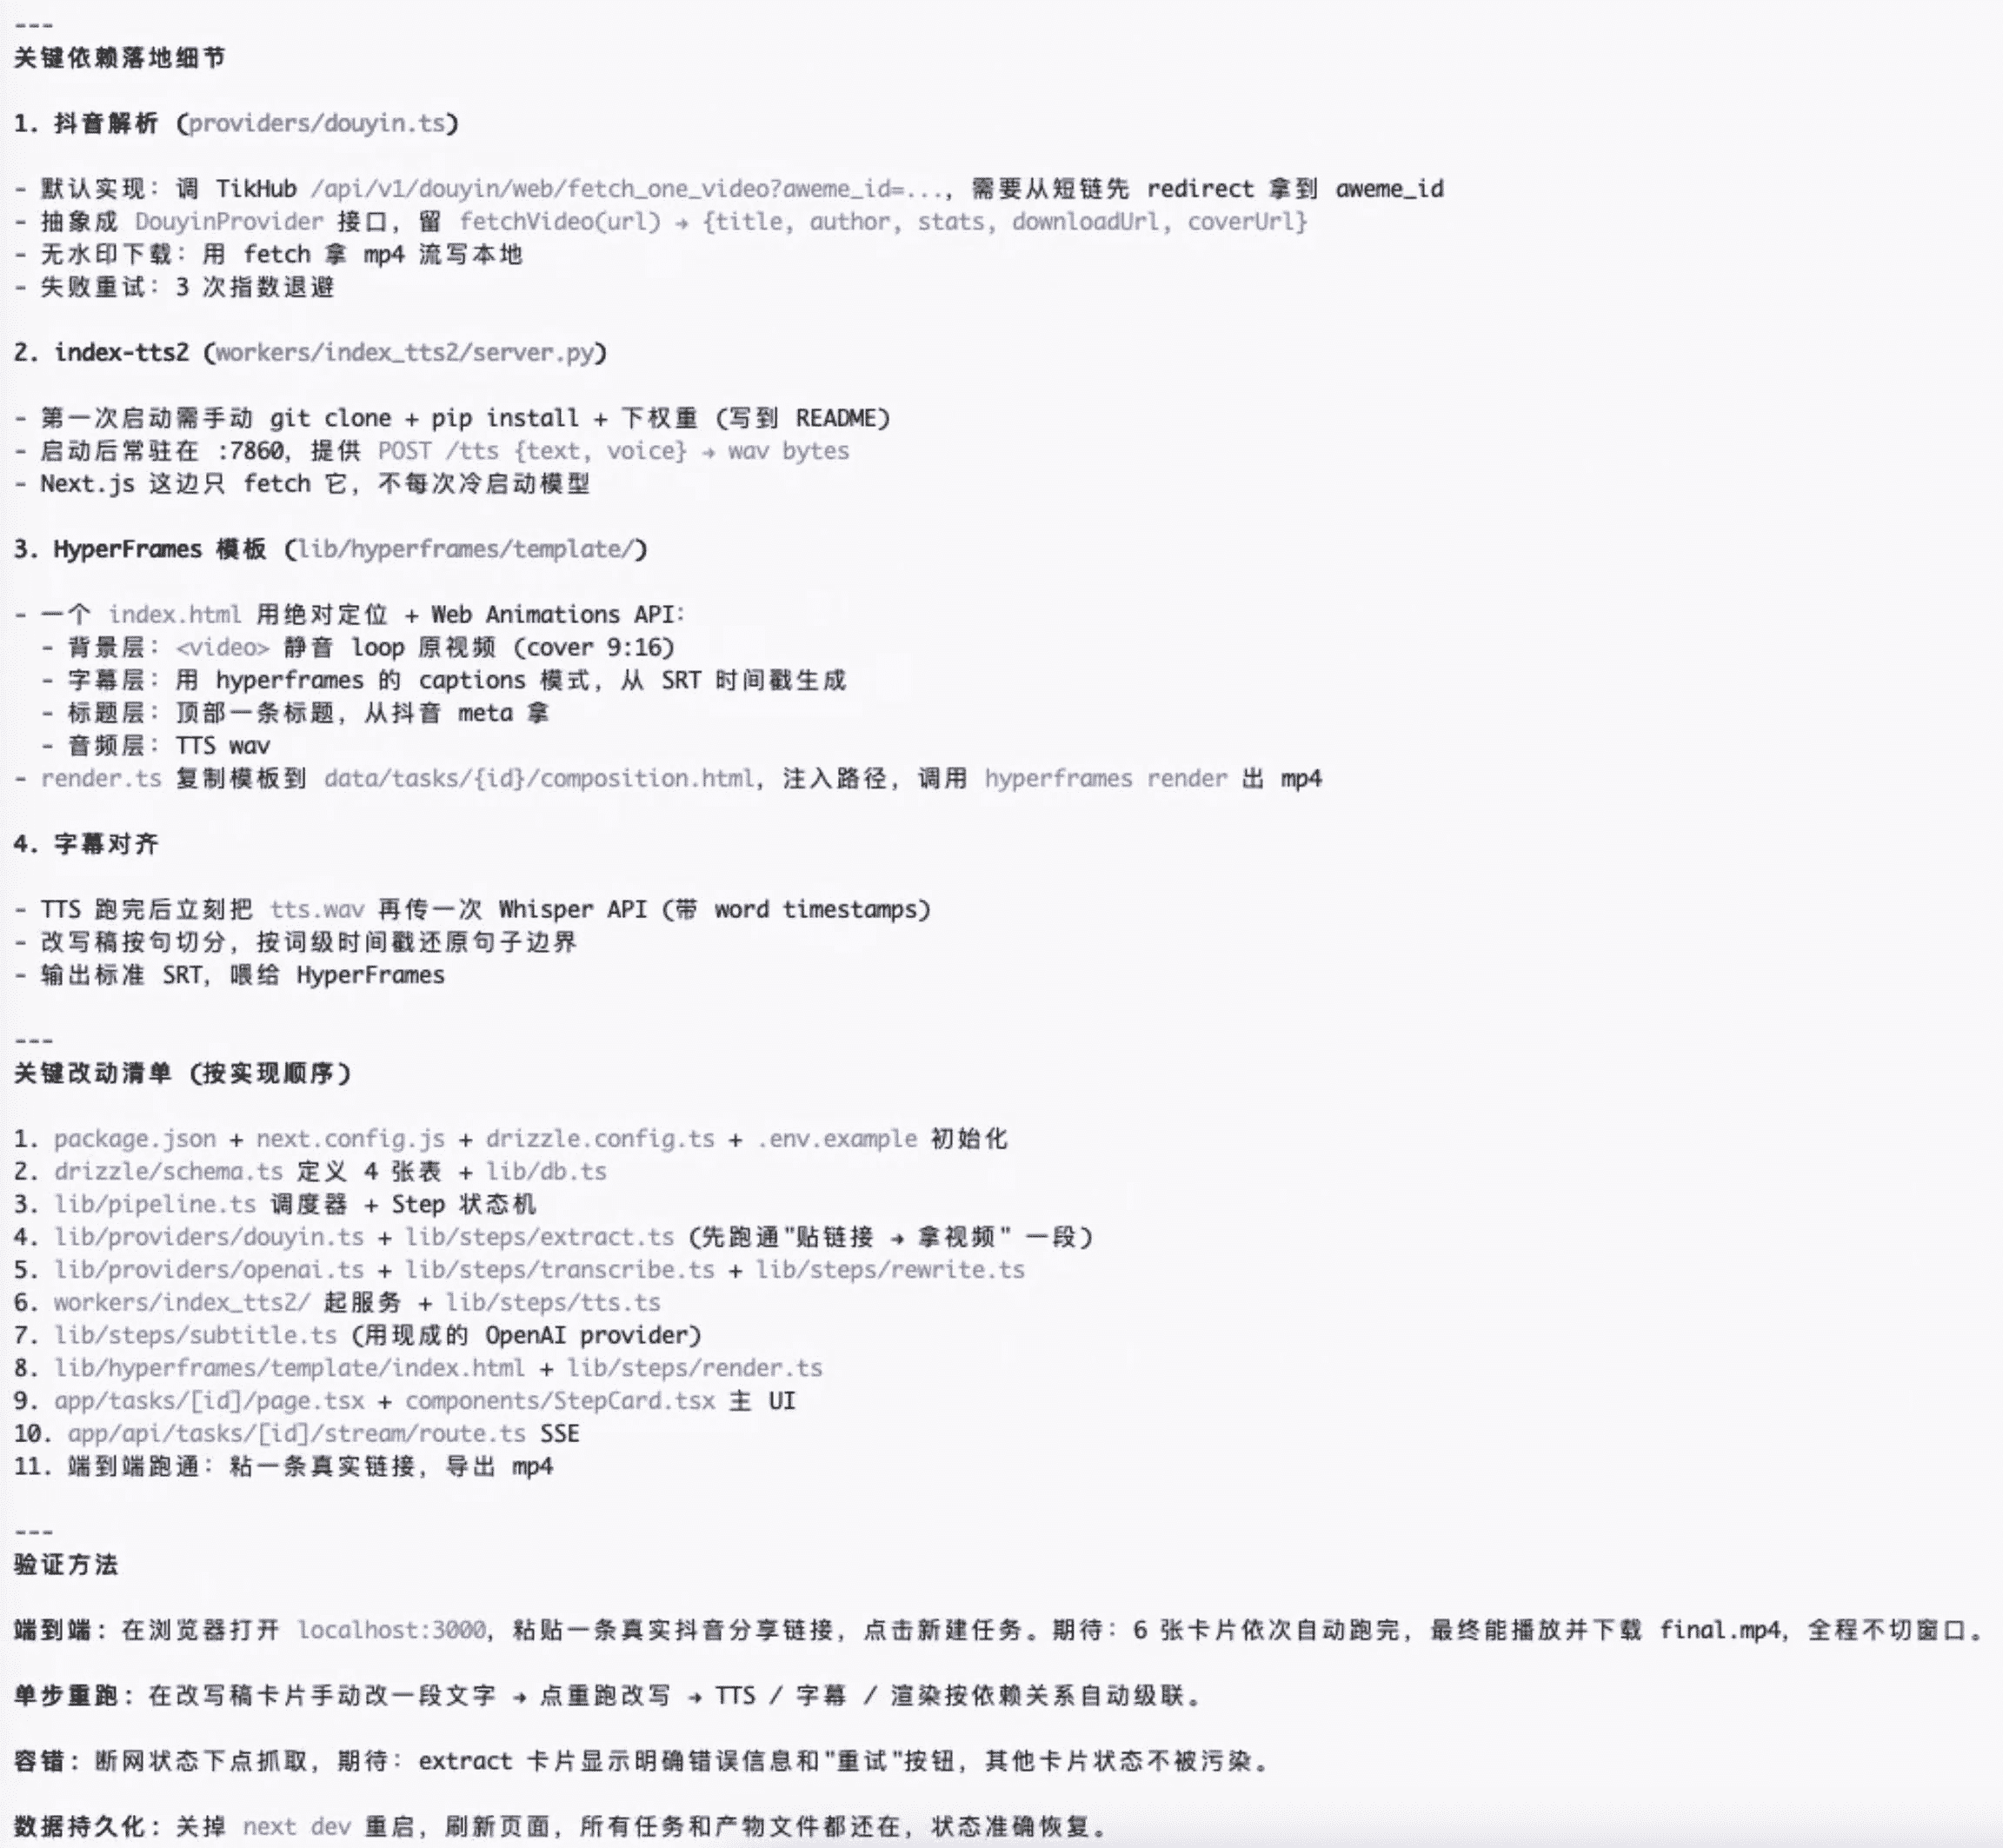 ---
关键依赖落地细节
1. 抖音解析 (providers/douyin.ts)
- 默认实现: 调 TikHub /api/v1/douyin/web/fetch_one_video?aweme_id=..., 需要从短链先 redirect 拿到 aweme_id
- 抽象成 DouyinProvider 接口, 留 fetchVideo(url) → {title, author, stats, downloadUrl, coverUrl}
- 无水印下载: 用 fetch 拿 mp4 流写本地
- 失败重试: 3 次指数退避
2. index-tts2 (workers/index_tts2/server.py)
- 第一次启动需手动 git clone + pip install + 下权重 (写到 README)
- 启动后常驻在 :7860, 提供 POST /tts {text, voice} → wav bytes
- Next.js 这边只 fetch 它, 不每次冷启动模型
3. HyperFrames 模板 (lib/hyperframes/template/)
- 一个 index.html 用绝对定位 + Web Animations API:
- 背景层: <video> 静音 loop 原视频 (cover 9:16)
- 字幕层: 用 hyperframes 的 captions 模式, 从 SRT 时间戳生成
- 标题层: 顶部一条标题, 从抖音 meta 拿
- 音频层: TTS wav
- render.ts 复制模板到 data/tasks/{id}/composition.html, 注入路径, 调用 hyperframes render 出 mp4
4. 字幕对齐
- TTS 跑完后立刻把 tts.wav 再传一次 Whisper API (带 word timestamps)
- 改写稿按句切分, 按词级时间戳还原句子边界
- 输出标准 SRT, 喂给 HyperFrames
---
关键改动清单 (按实现顺序)
1. package.json + next.config.js + drizzle.config.ts + .env.example 初始化
2. drizzle/schema.ts 定义 4 张表 + lib/db.ts
3. lib/pipeline.ts 调度器 + Step 状态机
4. lib/providers/douyin.ts + lib/steps/extract.ts (先跑通"贴链接 → 拿视频" 一段)
5. lib/providers/openai.ts + lib/steps/transcribe.ts + lib/steps/rewrite.ts
6. workers/index_tts2/ 起服务 + lib/steps/tts.ts
7. lib/steps/subtitle.ts (用现成的 OpenAI provider)
8. lib/hyperframes/template/index.html + lib/steps/render.ts
9. app/tasks/[id]/page.tsx + components/StepCard.tsx 主 UI
10. app/api/tasks/[id]/stream/route.ts SSE
11. 端到端跑通: 粘一条真实链接, 导出 mp4
---
验证方法
端到端: 在浏览器打开 localhost:3000, 粘贴一条真实抖音分享链接, 点击新建任务。期待: 6 张卡片依次自动跑完, 最终能播放并下载 final.mp4, 全程不切窗口。
单步重跑: 在改写稿卡片手动改一段文字 → 点重跑改写 → TTS / 字幕 / 渲染按依赖关系自动级联。
容错: 断网状态下点抓取, 期待: extract 卡片显示明确错误信息和"重试"按钮, 其他卡片状态不被污染。
数据持久化: 关掉 next dev 重启, 刷新页面, 所有任务和产物文件都还在, 状态准确恢复。